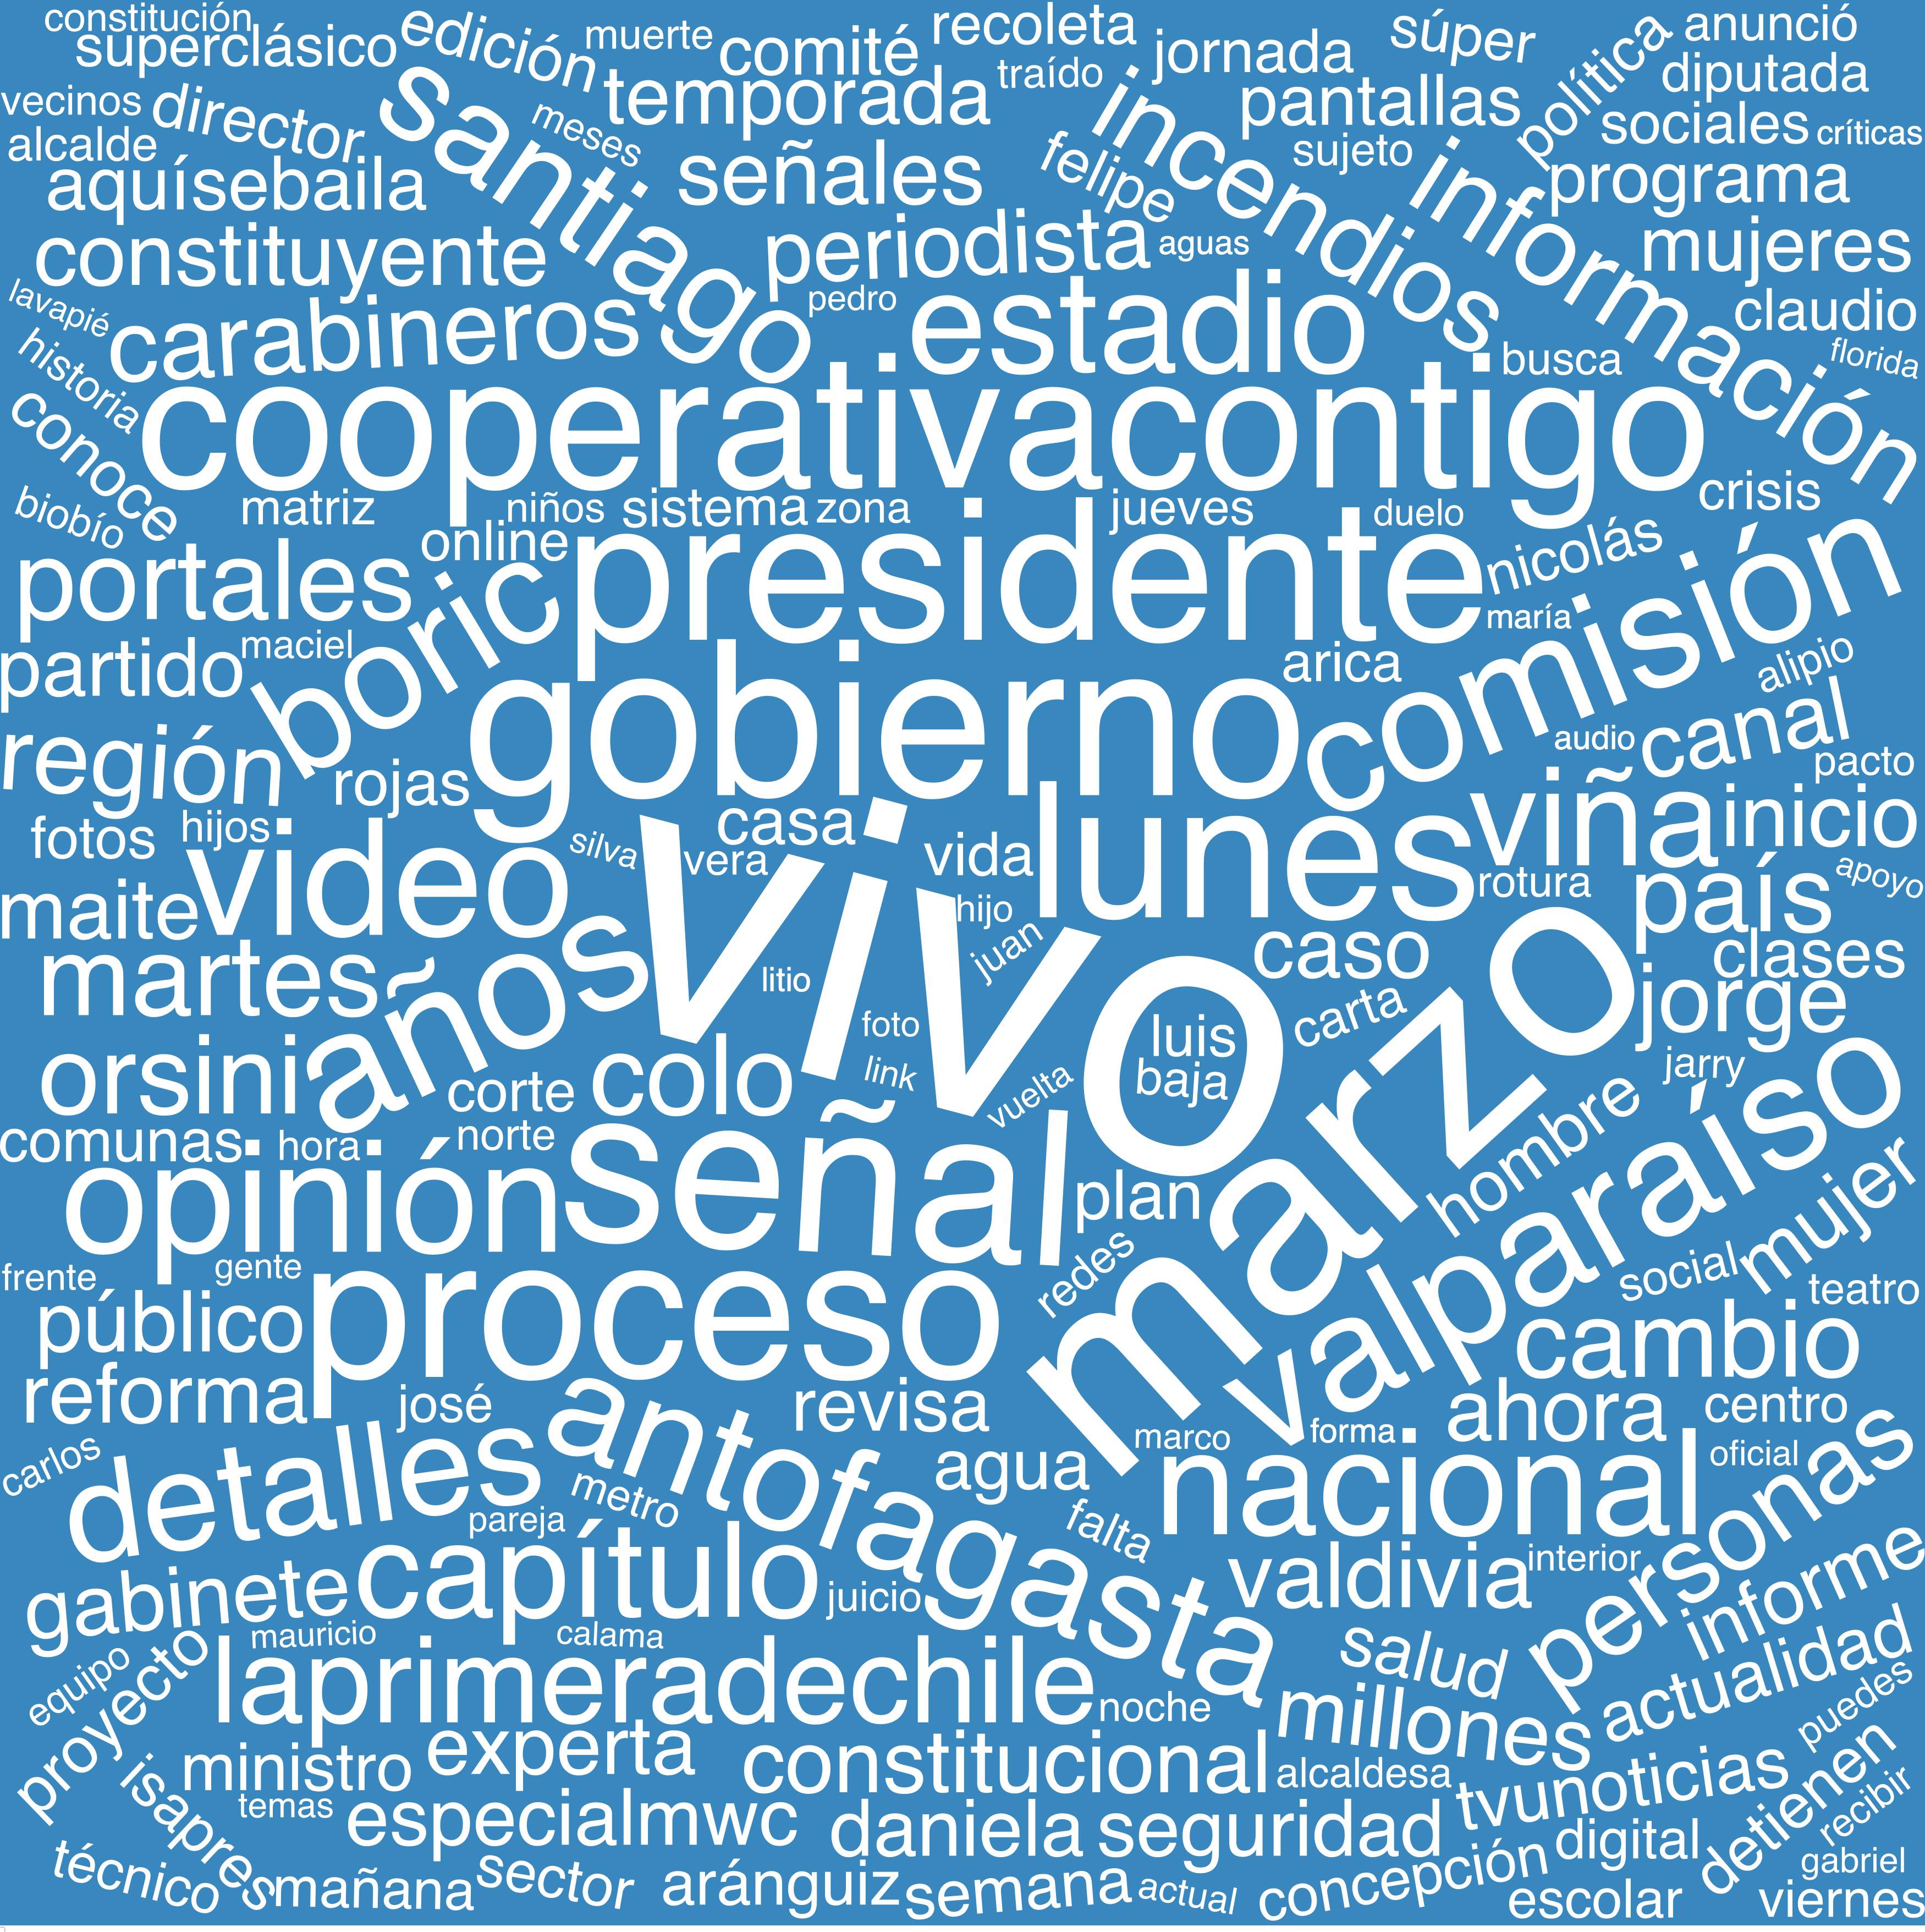 constitución
superclásico
edición
muerte
comité
recoleta
jornada
súper
política
anunció
vecinos
director
santiago
temporada
traído
incendios
pantallas
diputada
alcalde
meses
señales
felipe
sujeto
información
sociales
críticas
aquísebaila
programa
constituyente
periodista
aguas
mujeres
lavapié
carabineros
pedro
estadio
claudio
historia
busca
florida
conoce
cooperativacontigo
biobío
matriz
niños
sistema
zona
jueves
duelo
crisis
online
portales
boric
presidente
nicolás
comisión
partido
maciel
maría
arica
alipio
región
rojas
gobierno
audio
canal
pacto
fotos
hijos
video
silva
casa
vera
vivo
vida
lunes
viña
inicio
maite
hijo
rotura
país
apoyo
martes
años
litio
juan
caso
clases
orsini
corte
colo
foto
link
vuelta
luis
baja
carta
marzo
jorge
jarry
comunas
hora
norte
hombre
valparaíso
opinión
señal
plan
mujer
frente
gente
redes
social
teatro
público
proceso
cambio
reforma
josé
antofagasta
revisa
ahora
centro
carlos
detalles
metro
agua
marco
forma
nacional
oficial
personas
pareja
falta
gabinete
capítulo
juicio
valdivia
interior
informe
equipo
proyecto
mauricio
calama
laprimeradechile
noche
salud
millones
actualidad
puedes
ministro
experta
constitucional
alcaldesa
tvunoticias
detienen
isapres
temas
especialmwc
daniela
seguridad
digital
recibir
técnico
mañana
sector
aránguiz
semana
actual
concepción
escolar
gabriel
viernes